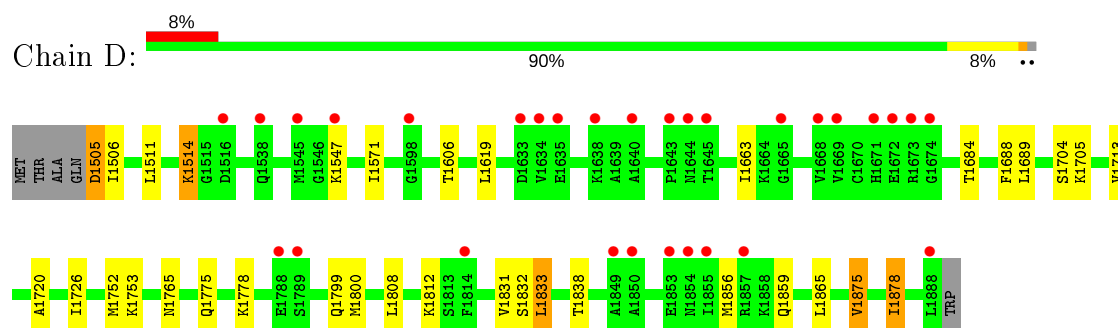 8%
Chain D:
90%
8%
MET THR ALA GLN D1505 I1506 L1511 K1514 G1515 D1516 Q1538 M1545 G1546 K1547 I1571 G1598 T1606 L1619 D1633 V1634 E1635 K1638 A1639 A1640 P1643 N1644 T1645 I1663 K1664 G1665 V1668 V1669 C1670 H1671 E1672 R1673 G1674 T1684 F1688 L1689 S1704 K1705 V1713
A1720 I1726 M1752 K1753 N1765 Q1775 K1778 E1788 S1789 Q1799 M1800 L1808 K1812 S1813 F1814 V1831 S1832 L1833 T1838 A1849 A1850 E1853 N1854 I1855 M1856 R1857 K1858 Q1859 L1865 V1875 I1878 L1888 TRP